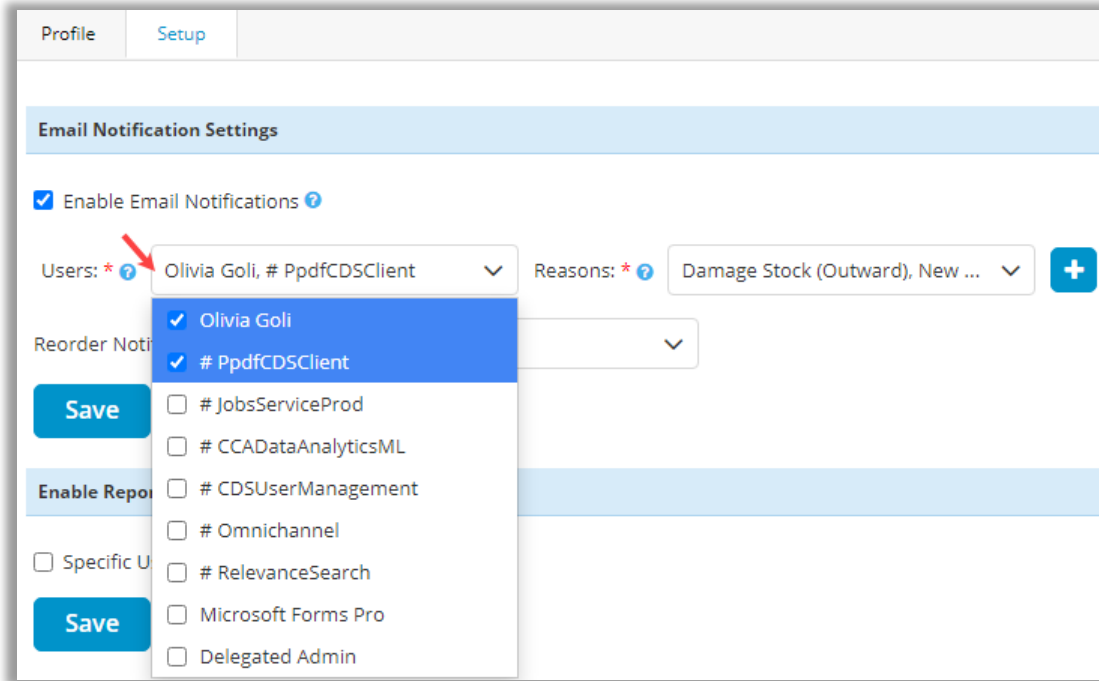 Profile Setup
Email Notification Settings
Enable Email Notifications ?
Users: * ? Olivia Goli, # PpdfCDSClient Reasons: * ? Damage Stock (Outward), New ... +
Olivia Goli
Reorder Noti
# PpdfCDSClient
Save
# JobsServiceProd
# CCADataAnalyticsML
Enable Repor
# CDSUserManagement
# Omnichannel
Specific U
# RelevanceSearch
Save
Microsoft Forms Pro
Delegated Admin